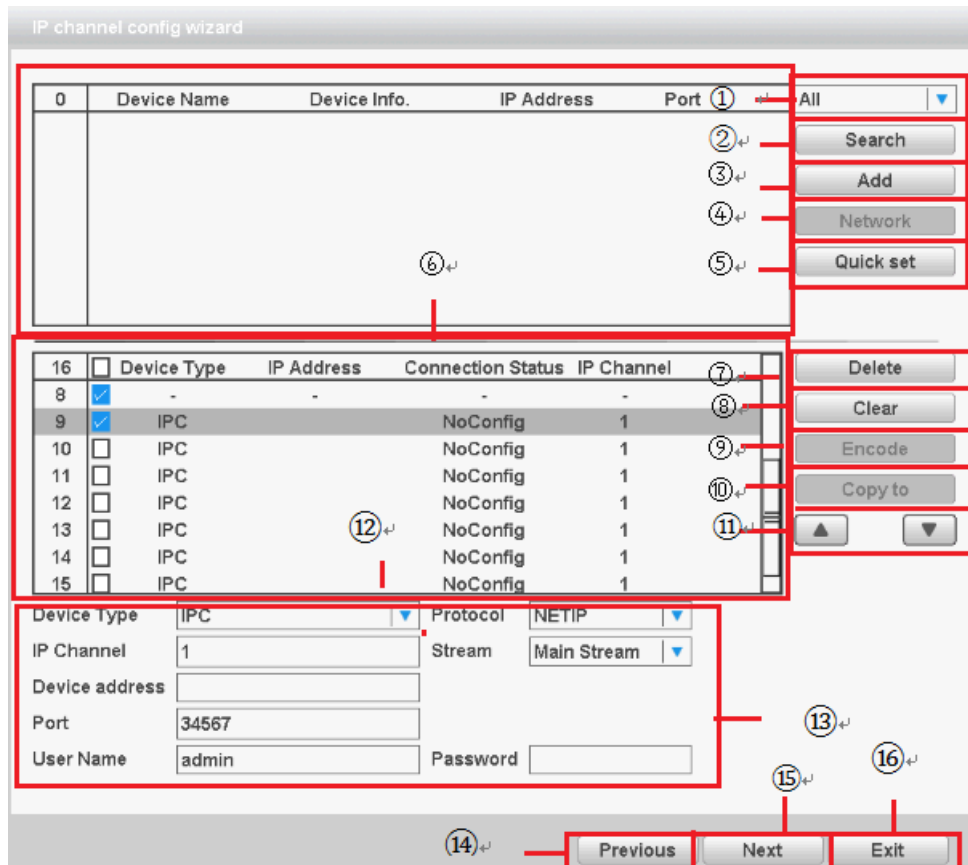 IP channel config wizard
0 Device Name Device Info. IP Address Port ① ↵ All
②↵ Search
③↵ Add
④↵ Network
⑥↵ ⑤↵ Quick set
16 Device Type IP Address Connection Status IP Channel ⑦↵ Delete
8 - - - -
⑧↵ Clear
9 IPC NoConfig 1
10 IPC NoConfig 1 ⑨↵ Encode
11 IPC NoConfig 1
12 IPC NoConfig 1 ⑩↵ Copy to
13 IPC ⑫↵ NoConfig 1 ⑪↵ ▲ ▼
14 IPC NoConfig 1
15 IPC NoConfig 1
Device Type IPC Protocol NETIP
IP Channel 1 Stream Main Stream
Device address
Port 34567 ⑬↵
User Name admin Password ⑯↵
⑮↵
⑭↵ Previous Next Exit